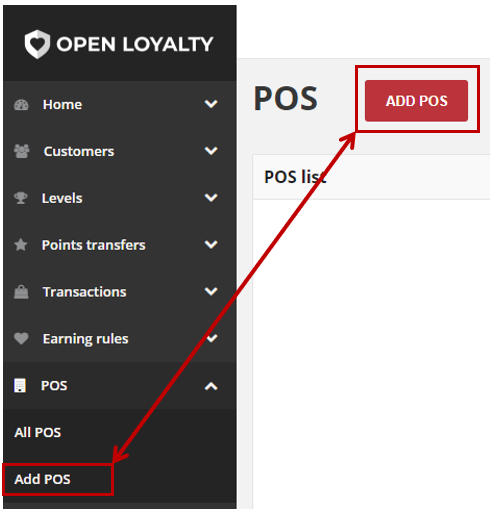 OPEN LOYALTY
Home
Customers
Levels
Points transfers
Transactions
Earning rules
POS
All POS
Add POS
POS
ADD POS
POS list